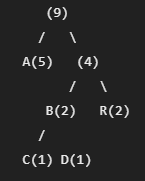 (9)
/ \
A(5) (4)
/ \
B(2) R(2)
/
C(1) D(1)